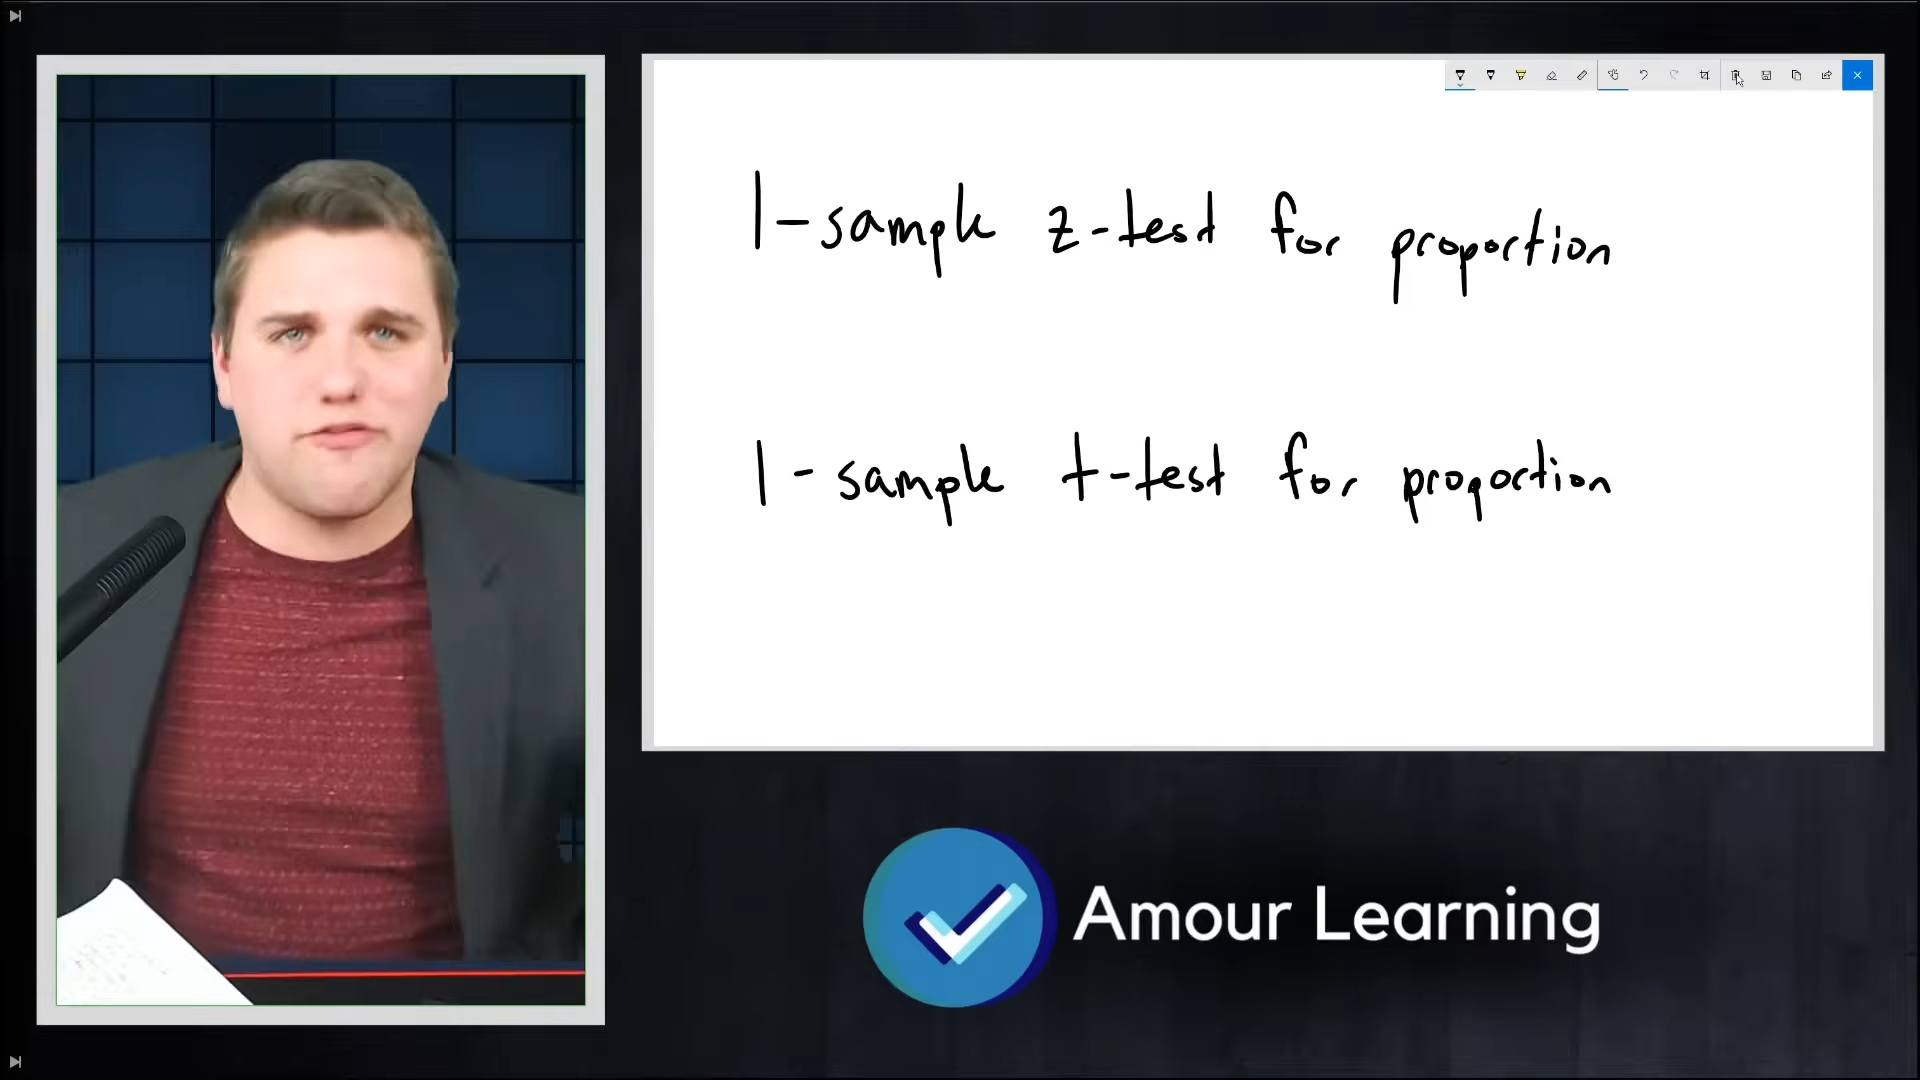 1-sample z-test for proportion
1-sample t-test for proportion
Amour Learning